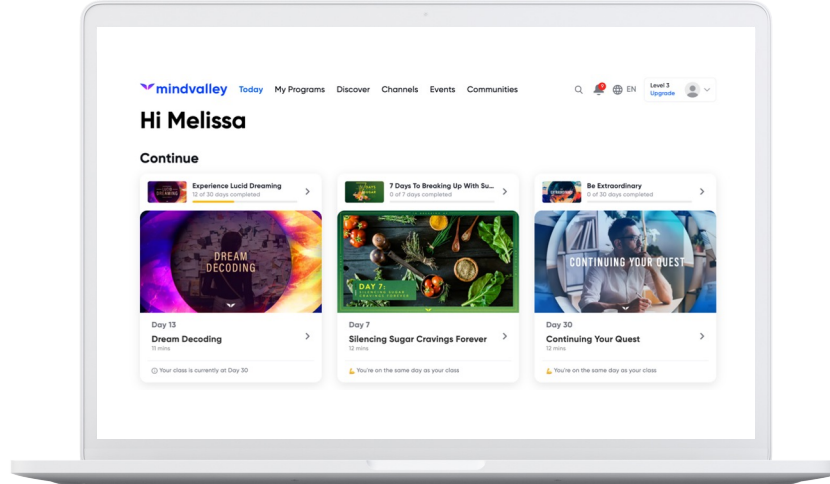 mindvalley Today My Programs Discover Channels Events Communities EN Level 3
Upgrade
Hi Melissa
Continue
Experience Lucid Dreaming
12 of 30 days completed
DREAM
DECODING
Day 13
Dream Decoding
11 mins
Your class is currently at Day 30
7 Days To Breaking Up With Su...
0 of 7 days completed
DAY 7:
SILENCING SUGAR
CRAVINGS FOREVER
Day 7
Silencing Sugar Cravings Forever
12 mins
You're on the same day as your class
Be Extraordinary
0 of 30 days completed
CONTINUING YOUR QUEST
Day 30
Continuing Your Quest
12 mins
You're on the same day as your class